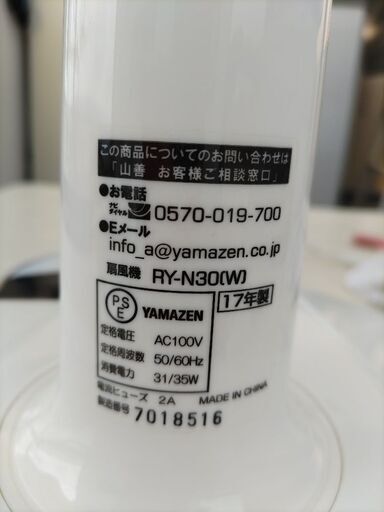 この商品についてのお問い合わせは
「山善 お客様ご相談窓口」
●お電話
ナビダイヤル 0570-019-700
●Eメール
info_a@yamazen.co.jp
扇風機 RY-N30(W)
17年製
PSE YAMAZEN
定格電圧 AC100V
定格周波数 50/60Hz
消費電力 31/35W
電流ヒューズ 2A MADE IN CHINA
製造番号 7018516